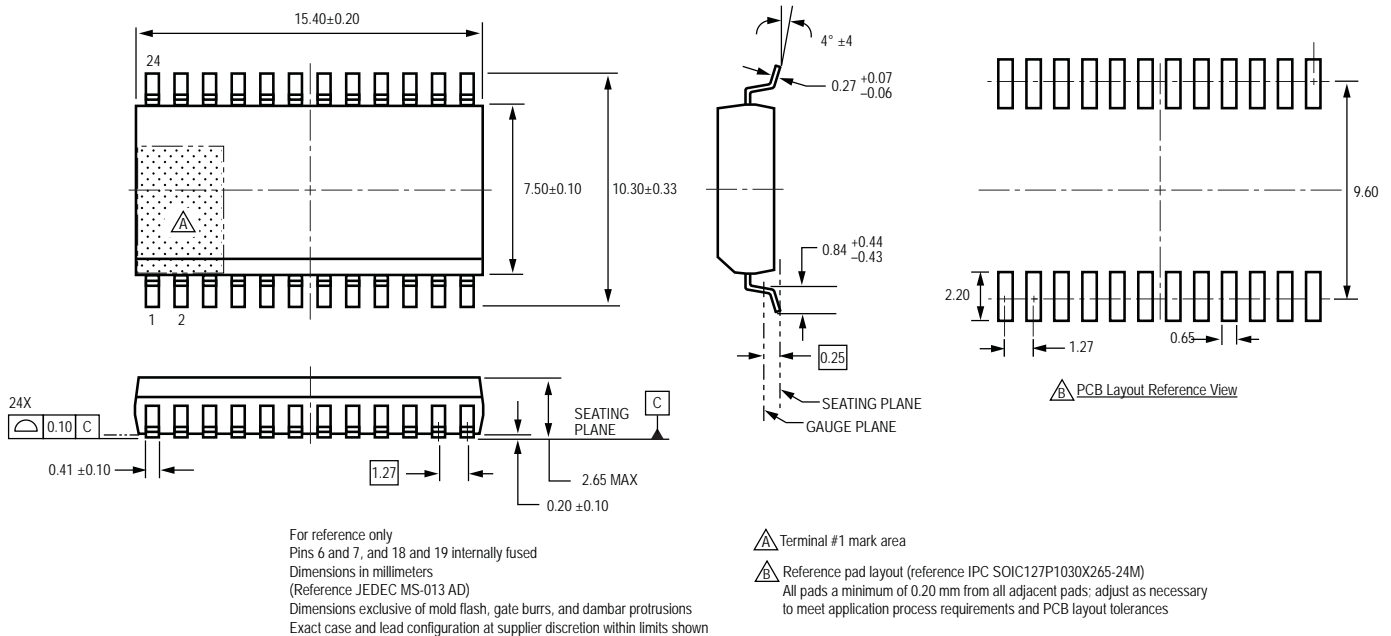 15.40±0.20
24
7.50±0.10
10.30±0.33
A
1 2
4° ±4
0.27 +0.07 –0.06
0.84 +0.44 –0.43
0.25
SEATING PLANE
GAUGE PLANE
9.60
2.20
1.27
0.65
B PCB Layout Reference View
24X
0.10 C
0.41 ±0.10
1.27
SEATING
PLANE
C
2.65 MAX
0.20 ±0.10
For reference only
Pins 6 and 7, and 18 and 19 internally fused
Dimensions in millimeters
(Reference JEDEC MS-013 AD)
Dimensions exclusive of mold flash, gate burrs, and dambar protrusions
Exact case and lead configuration at supplier discretion within limits shown
A Terminal #1 mark area
B Reference pad layout (reference IPC SOIC127P1030X265-24M)
All pads a minimum of 0.20 mm from all adjacent pads; adjust as necessary
to meet application process requirements and PCB layout tolerances